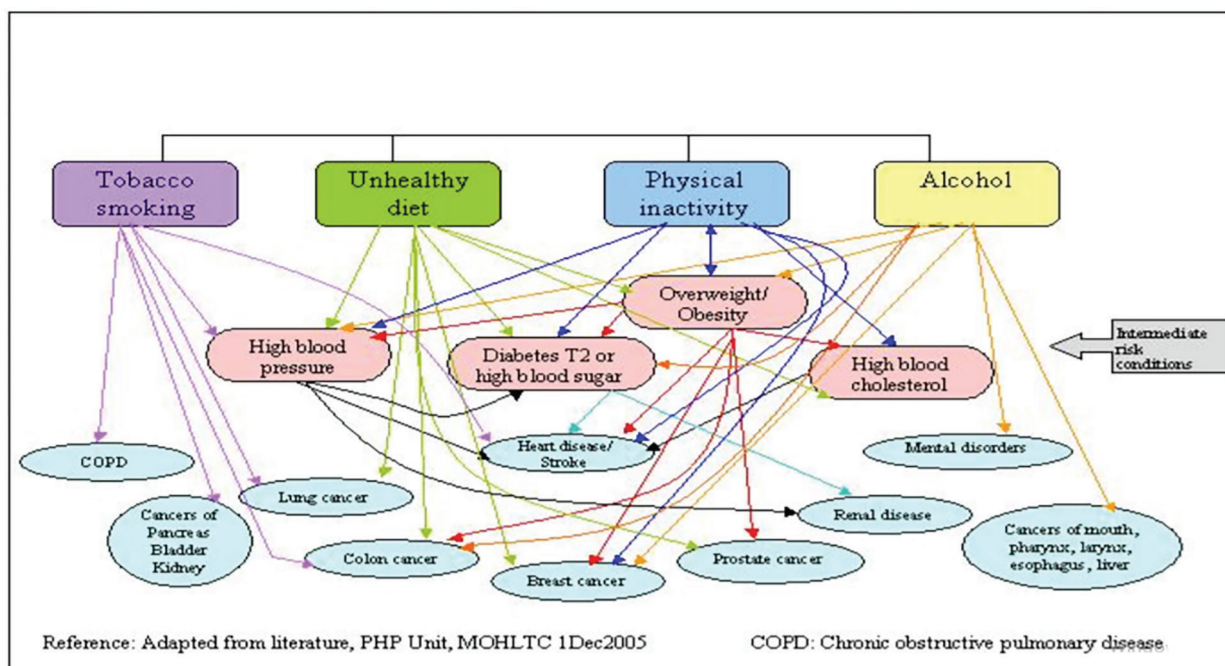 Tobacco
smoking
Unhealthy
diet
Physical
inactivity
Alcohol
Overweight/
Obesity
High blood
pressure
Diabetes T2 or
high blood sugar
High blood
cholesterol
Intermediate
risk
conditions
COPD
Lung cancer
Heart disease/
Stroke
Mental disorders
Cancers of
Pancreas
Bladder
Kidney
Colon cancer
Breast cancer
Prostate cancer
Renal disease
Cancers of mouth,
pharynx, larynx,
esophagus , liver
Reference: Adapted from literature, PHP Unit, MOHLTC 1Dec2005
COPD: Chronic obstructive pulmonary disease